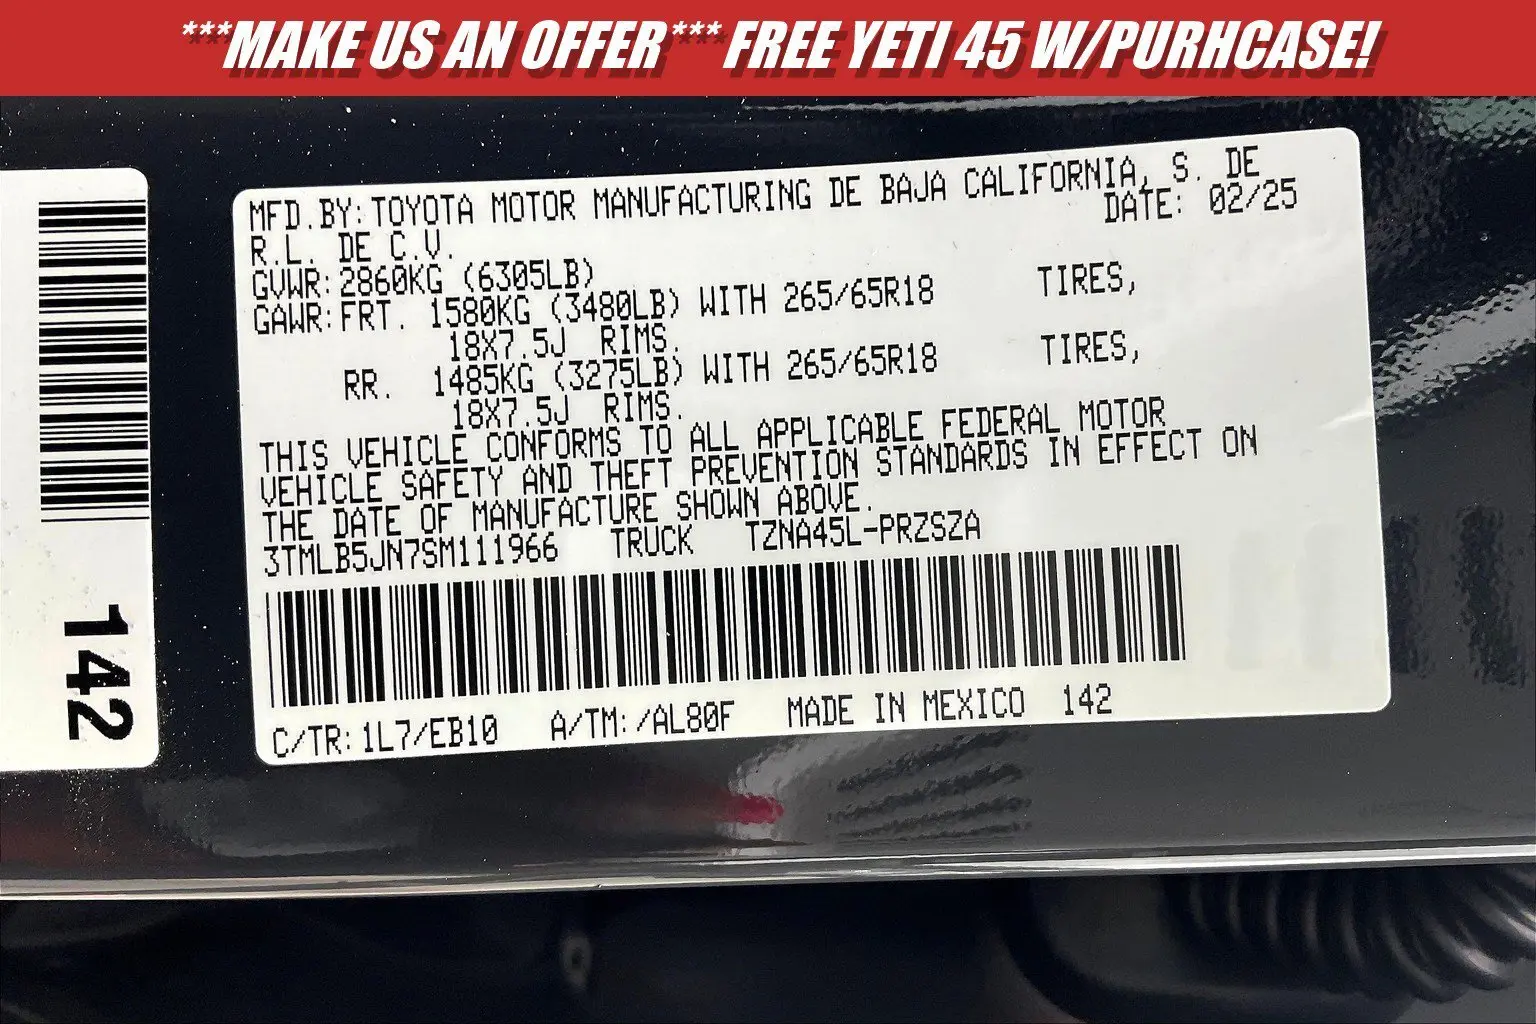 ***MAKE US AN OFFER*** FREE YETI 45 W/PURHCASE!
MFD.BY:TOYOTA MOTOR MANUFACTURING DE BAJA CALIFORNIA, S. DE
R.L. DE C.V. DATE: 02/25
GVWR:2860KG (6305LB)
GAWR:FRT. 1580KG (3480LB) WITH 265/65R18 TIRES,
18X7.5J RIMS.
RR. 1485KG (3275LB) WITH 265/65R18 TIRES,
18X7.5J RIMS.
THIS VEHICLE CONFORMS TO ALL APPLICABLE FEDERAL MOTOR
VEHICLE SAFETY AND THEFT PREVENTION STANDARDS IN EFFECT ON
THE DATE OF MANUFACTURE SHOWN ABOVE.
3TMLB5JN7SM111966 TRUCK TZNA45L-PRZSZA
C/TR:1L7/EB10 A/TM:/AL80F MADE IN MEXICO 142
142